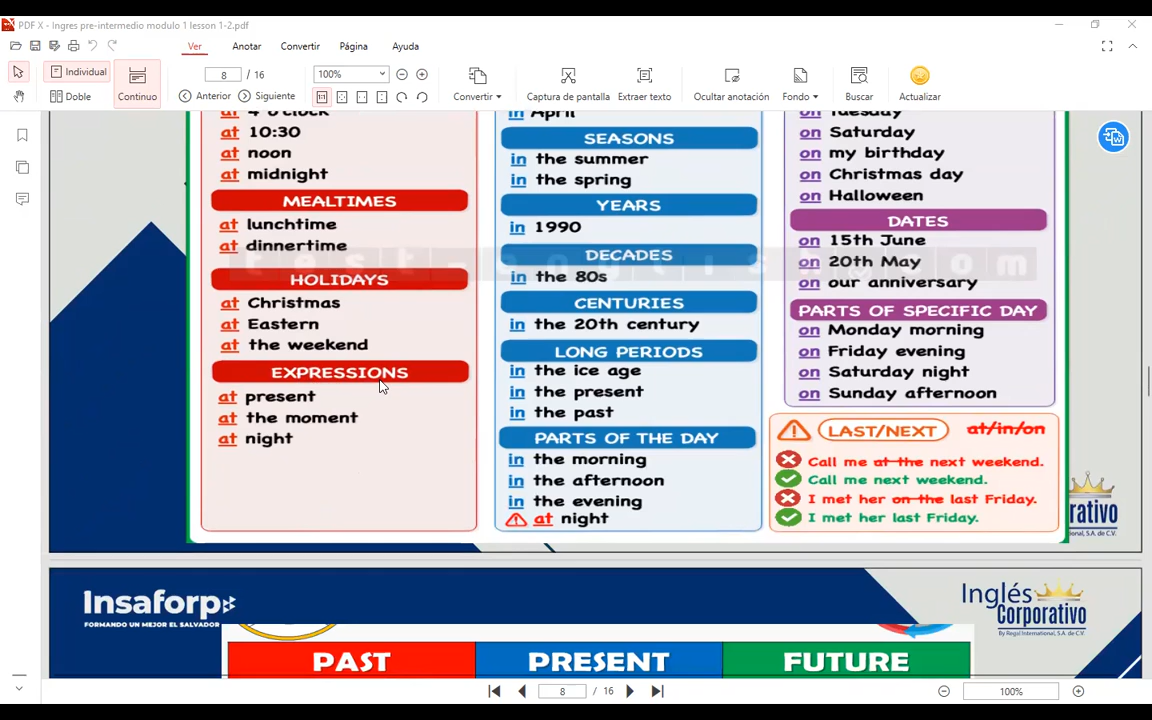 PDF X - Ingres pre-intermedio modulo 1 lesson 1-2.pdf
Ver Anotar Convertir Página Ayuda
Individual
Doble
Continuo
8 / 16
Anterior Siguiente
100%
Convertir
Captura de pantalla
Extraer texto
Ocultar anotación
Fondo
Buscar
Actualizar
at 4 o'clock
at 10:30
at noon
at midnight
MEALTIMES
at lunchtime
at dinnertime
HOLIDAYS
at Christmas
at Eastern
at the weekend
EXPRESSIONS
at present
at the moment
at night
in April
SEASONS
in the summer
in the spring
YEARS
in 1990
DECADES
in the 80s
CENTURIES
in the 20th century
LONG PERIODS
in the ice age
in the present
in the past
PARTS OF THE DAY
in the morning
in the afternoon
in the evening
at night
on Tuesday
on Saturday
on my birthday
on Christmas day
on Halloween
DATES
on 15th June
on 20th May
on our anniversary
PARTS OF SPECIFIC DAY
on Monday morning
on Friday evening
on Saturday night
on Sunday afternoon
LAST/NEXT at/in/on
Call me at the next weekend.
Call me next weekend.
I met her on the last Friday.
I met her last Friday.
test-english.com
Insaforp
FORMANDO UN MEJOR EL SALVADOR
Inglés
Corporativo
By Regal International, S.A. de C.V.
PAST PRESENT FUTURE
8 / 16
100%